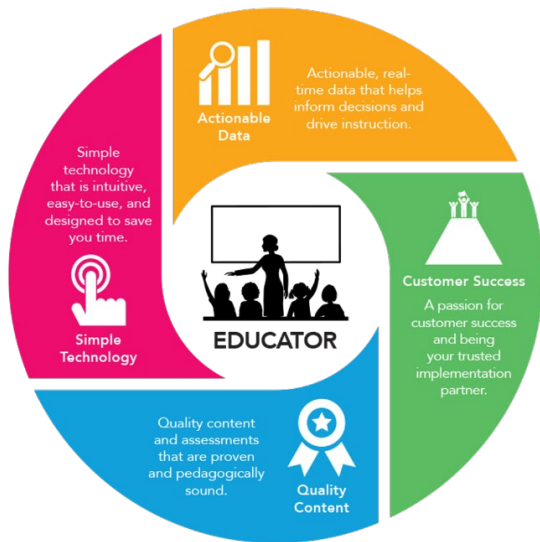 Actionable
Data
Actionable, real-
time data that helps
inform decisions and
drive instruction.
Customer Success
A passion for
customer success
and being
your trusted
implementation
partner.
Quality content
and assessments
that are proven
and pedagogically
sound.
Quality
Content
Simple
technology
that is intuitive,
easy-to-use, and
designed to save
you time.
Simple
Technology
EDUCATOR